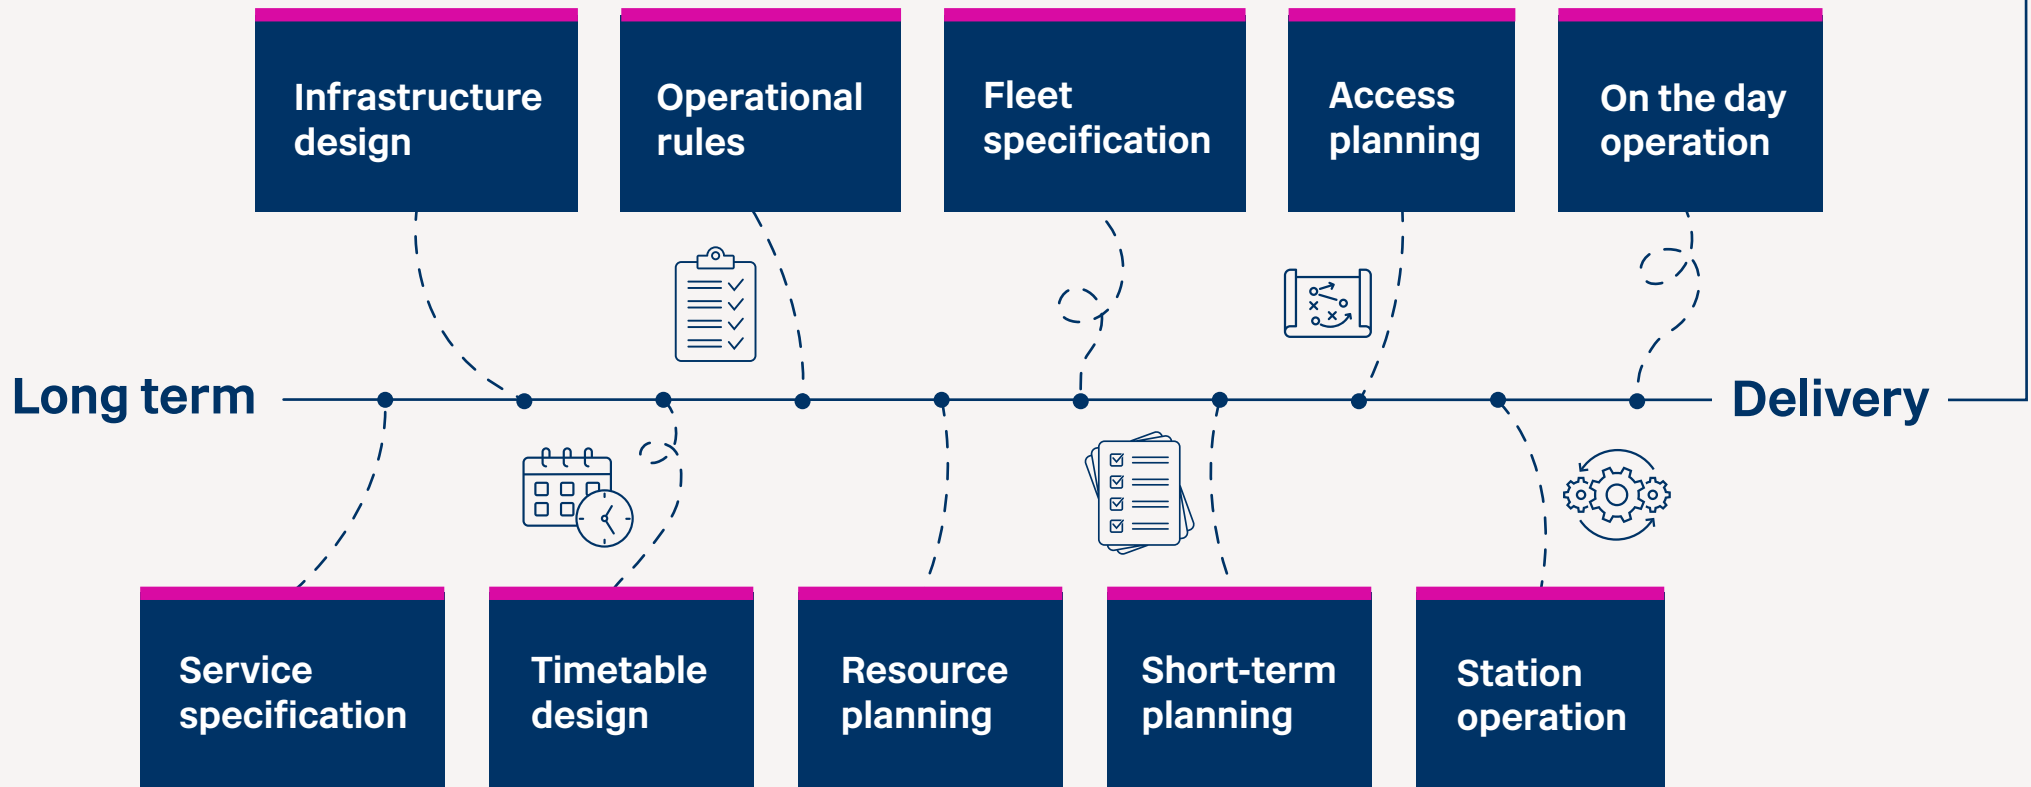 Infrastructure
design
Operational
rules
Fleet
specification
Access
planning
On the day
operation
Long term
Delivery
Service
specification
Timetable
design
Resource
planning
Short-term
planning
Station
operation